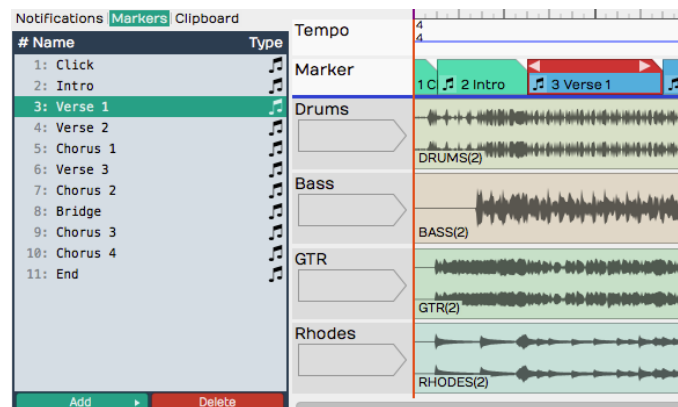 Notifications Markers Clipboard
# Name Type
1: Click
2: Intro
3: Verse 1
4: Verse 2
5: Chorus 1
6: Verse 3
7: Chorus 2
8: Bridge
9: Chorus 3
10: Chorus 4
11: End
Add Delete
Tempo
4
4
Marker
1 C 2 Intro 3 Verse 1
Drums
DRUMS(2)
Bass
BASS(2)
GTR
GTR(2)
Rhodes
RHODES(2)